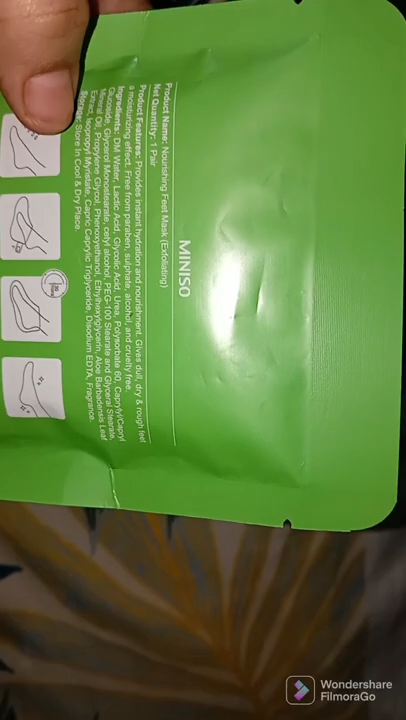 MINISO
Product Name: Nourishing Feet Mask (Exfoliating)
Net Quantity: 1 Pair
Product Features: Provides instant hydration and nourishment. Gives dull, dry & rough feet
a moisturizing effect. Free from paraben, sulphate, alcohol, and cruelty free.
Ingredients: DM Water, Lactic Acid, Glycolic Acid, Urea, Polysorbate 60, Caprylyl/Capryl
Glucoside, Glycerol Monostearate, cetyl alcohol, PEG-100 Stearate and Glyceral Stearate,
Mineral Oil, Propylene Glycol, Phenoxyethanol, Ethylhexylglycerin, Aloe Barbadensis Leaf
Extract, Isopropyl Myristate, Capric Caprylic Triglyceride, Disodium EDTA, Fragrance.
Storage: Store In Cool & Dry Place.
Wondershare
FilmoraGo